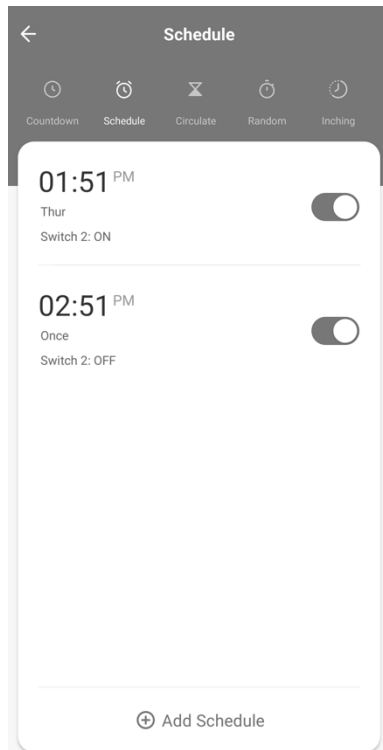 Schedule
Countdown Schedule Circulate Random Inching
01:51 PM
Thur
Switch 2: ON
02:51 PM
Once
Switch 2: OFF
Add Schedule